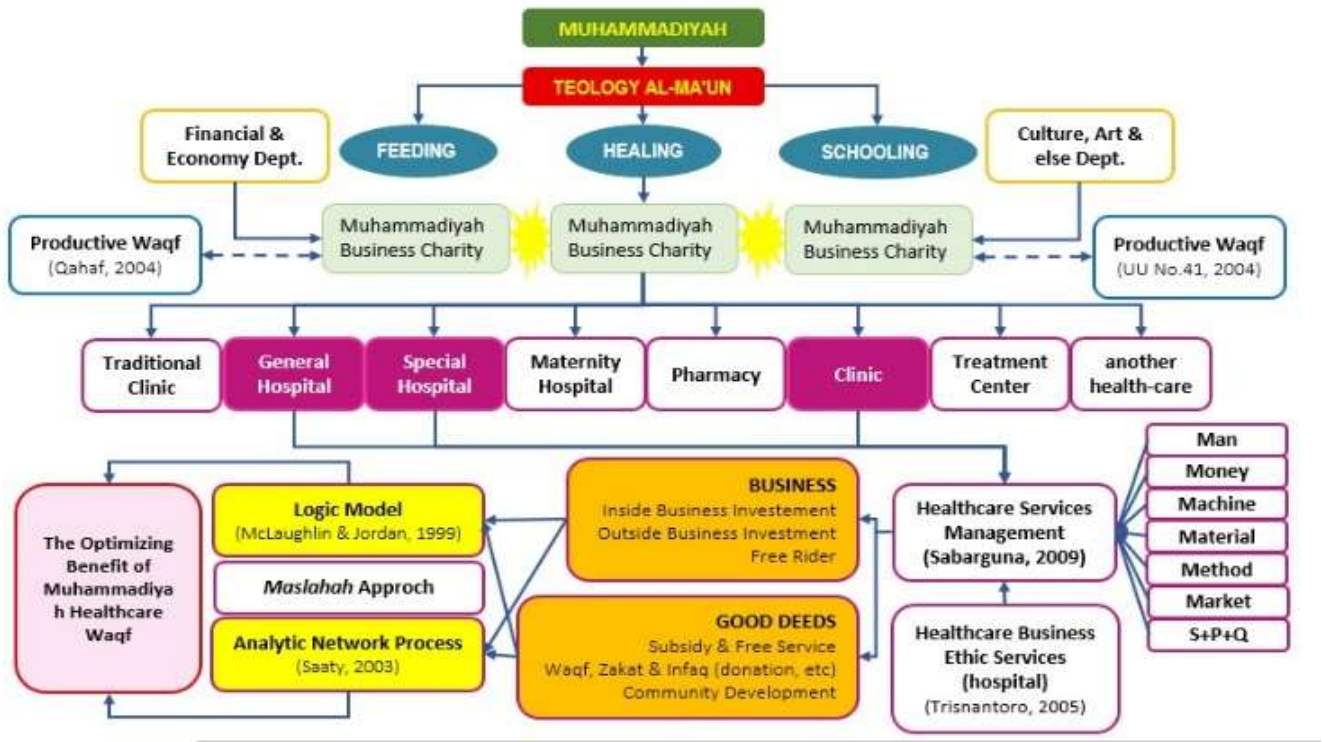 MUHAMMADIYAH
TEOLOGY AL-MA'UN
Financial &
Economy Dept.
FEEDING
HEALING
SCHOOLING
Culture, Art &
else Dept.
Productive Waqf
(Qahaf, 2004)
Muhammadiyah
Business Charity
Muhammadiyah
Business Charity
Muhammadiyah
Business Charity
Productive Waqf
(UU No.41, 2004)
Traditional
Clinic
General
Hospital
Special
Hospital
Maternity
Hospital
Pharmacy
Clinic
Treatment
Center
another
health-care
The Optimizing
Benefit of
Muhammadiya
h Healthcare
Waqf
Logic Model
(McLaughlin & Jordan, 1999)
Maslahah Approch
Analytic Network Process
(Saaty, 2003)
BUSINESS
Inside Business Investement
Outside Business Investment
Free Rider
GOOD DEEDS
Subsidy & Free Service
Waqf, Zakat & Infaq (donation, etc)
Community Development
Healthcare Services
Management
(Sabarguna, 2009)
Healthcare Business
Ethic Services
(hospital)
(Trisnantoro, 2005)
Man
Money
Machine
Material
Method
Market
S+P+Q